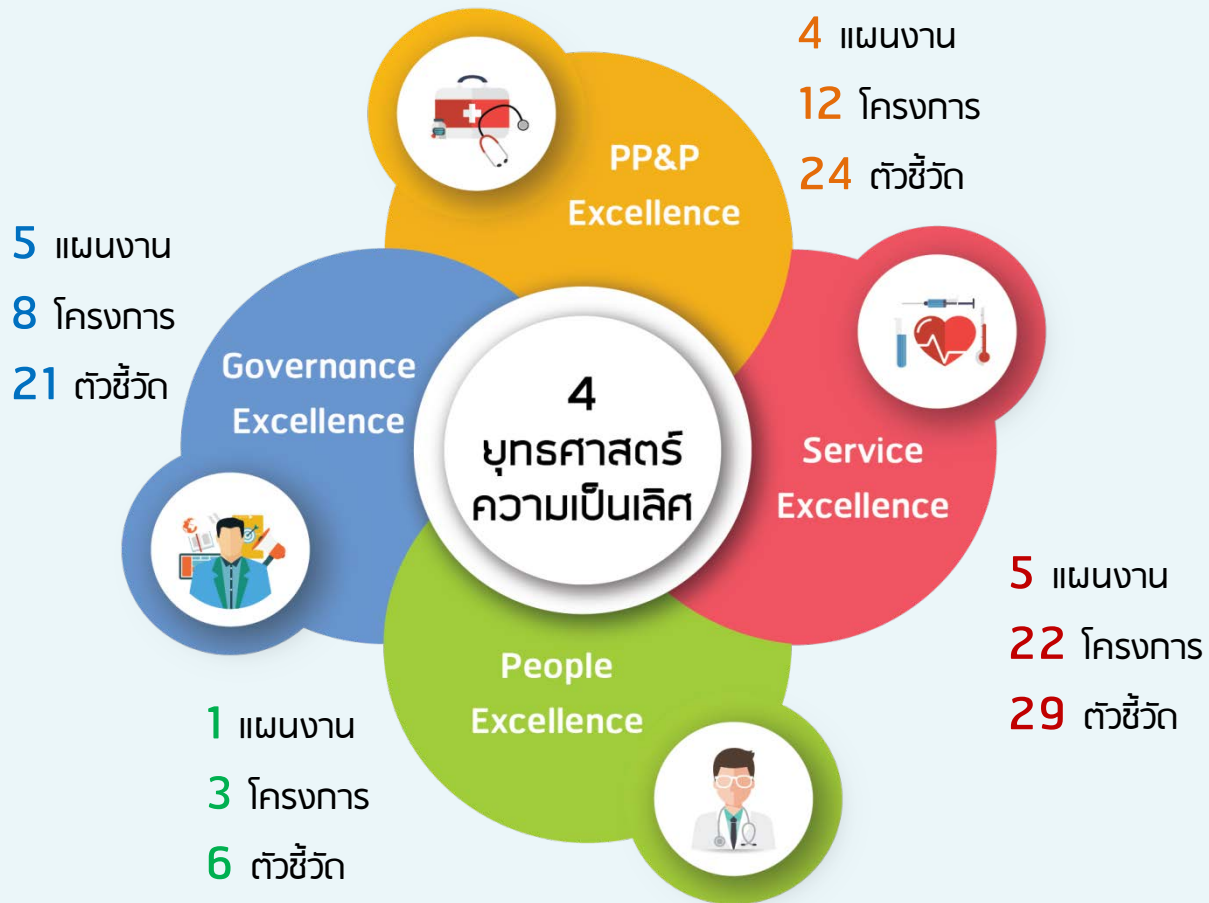 4 แผนงาน
12 โครงการ
24 ตัวชี้วัด
PP&P
Excellence
5 แผนงาน
8 โครงการ
21 ตัวชี้วัด
Governance
Excellence
4
ยุทธศาสตร์
ความเป็นเลิศ
Service
Excellence
5 แผนงาน
22 โครงการ
29 ตัวชี้วัด
People
Excellence
1 แผนงาน
3 โครงการ
6 ตัวชี้วัด